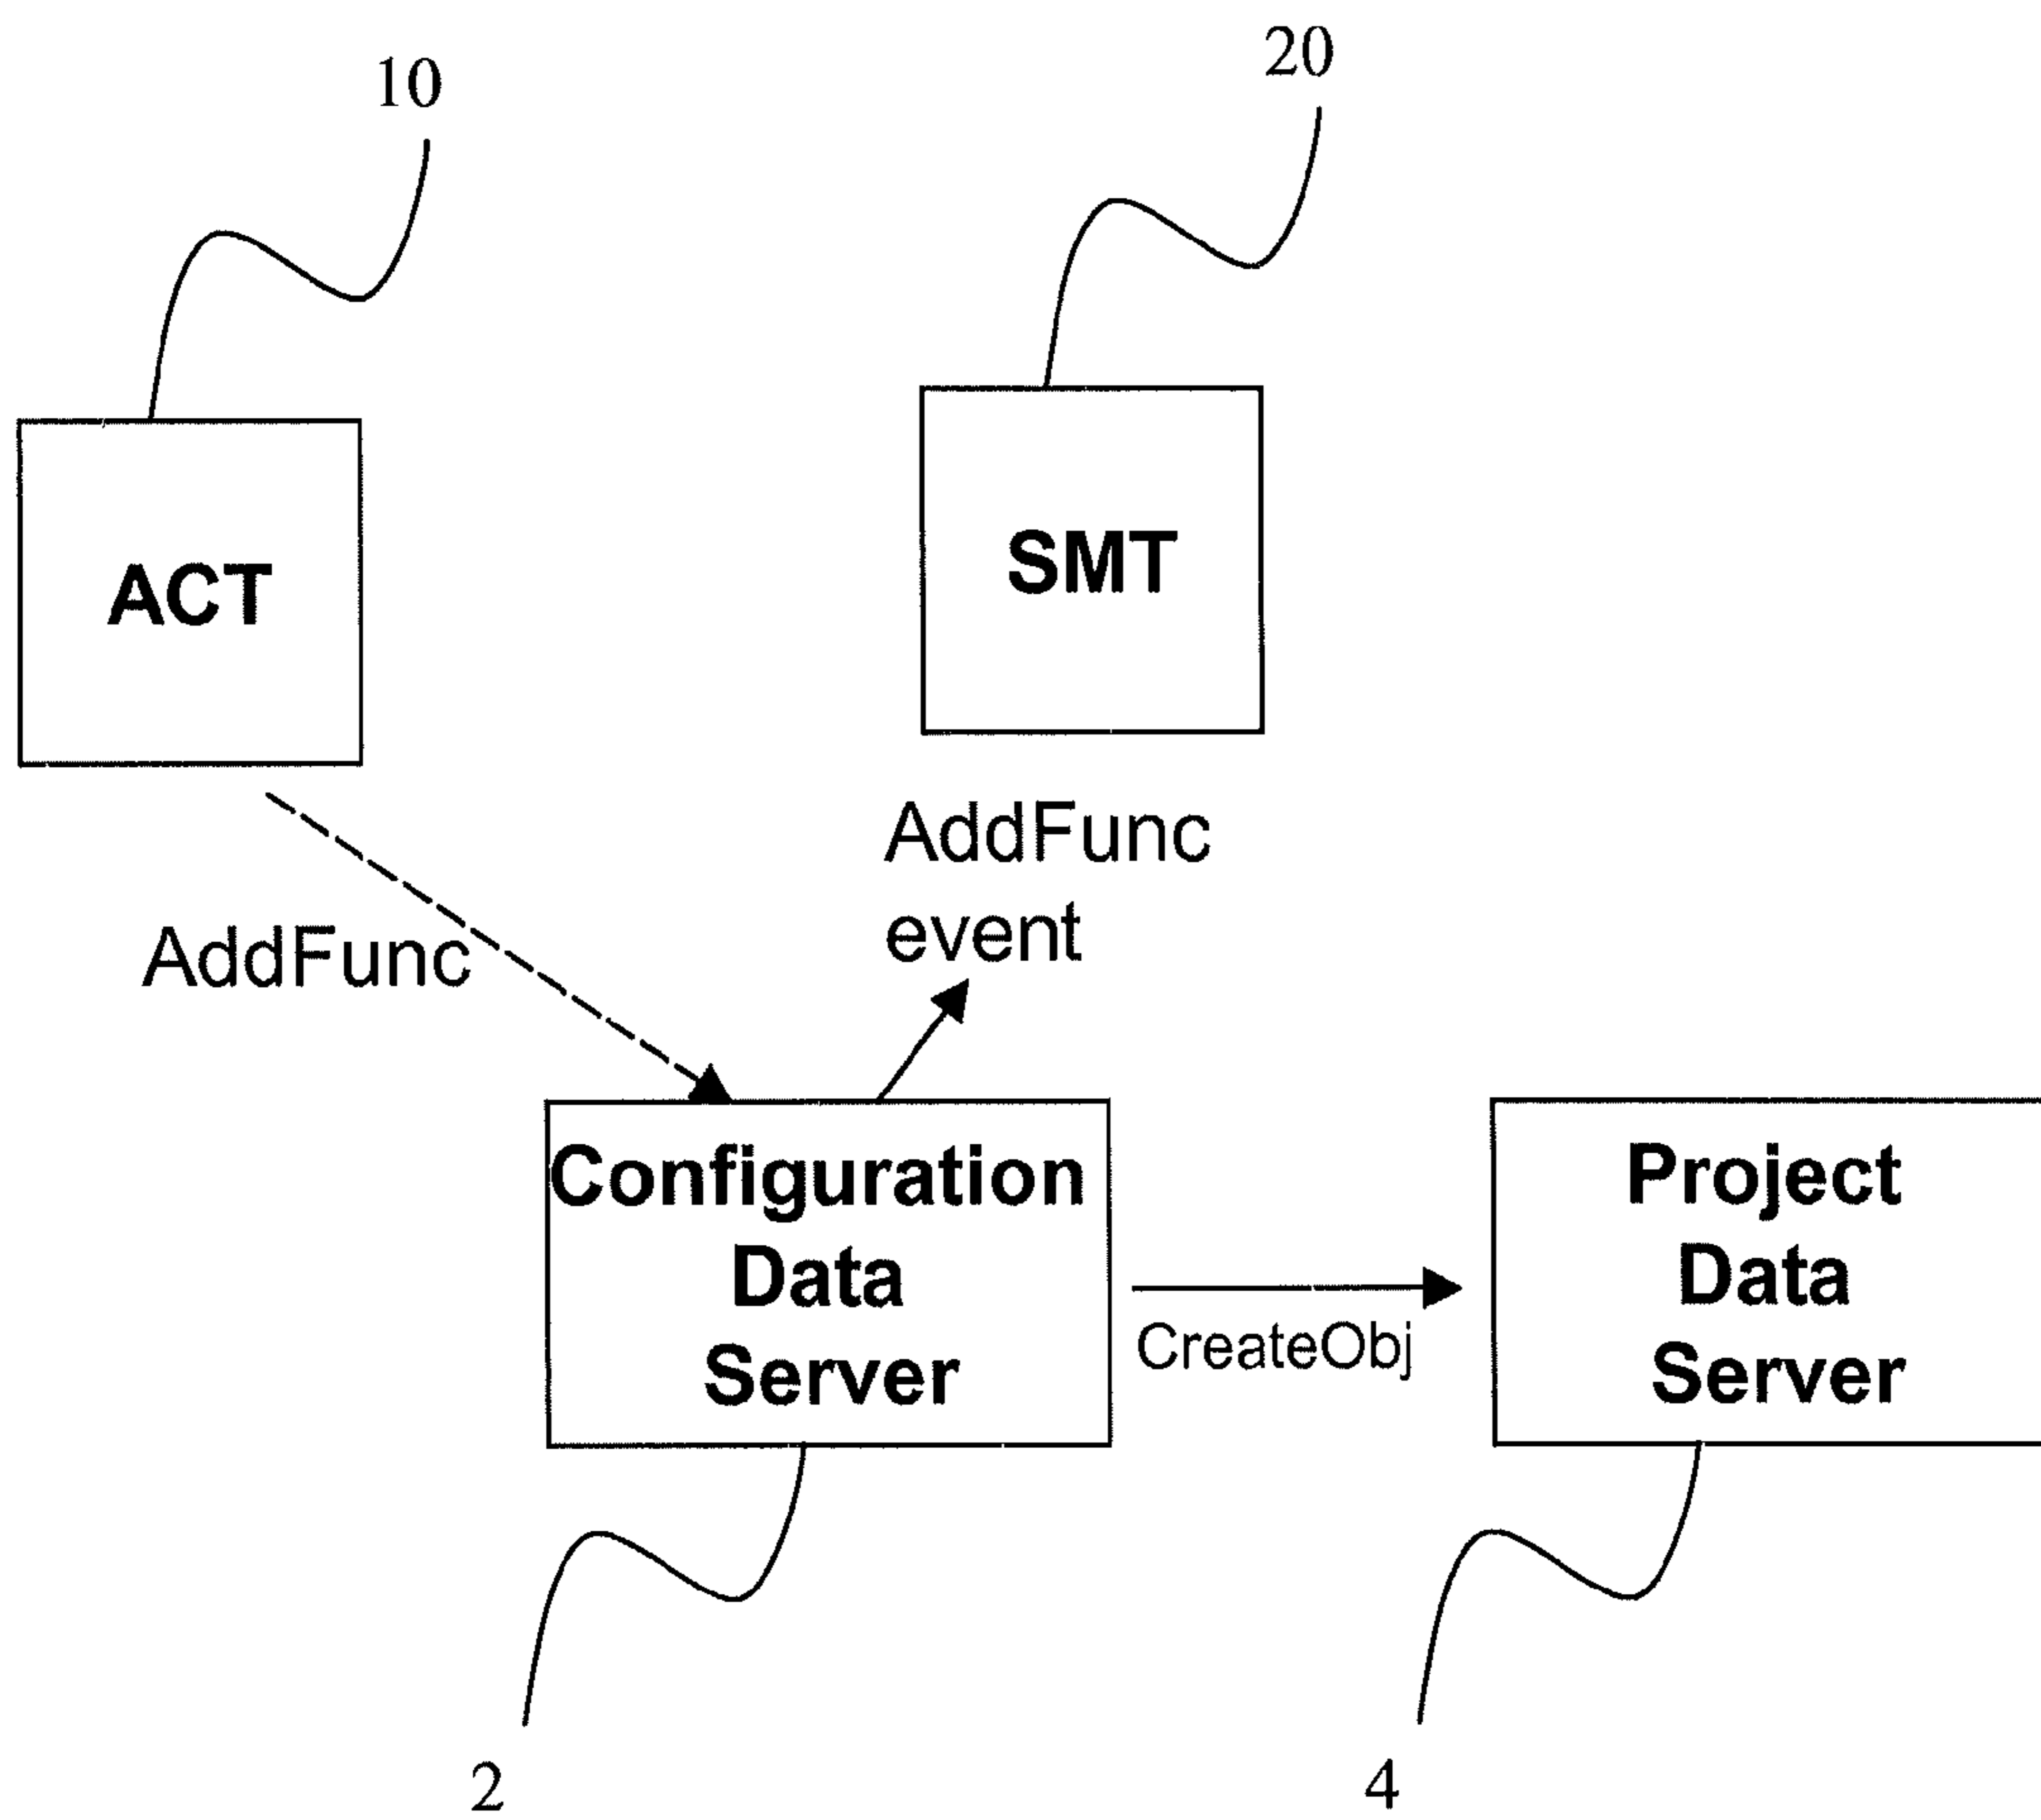 10
20
ACT
SMT
AddFunc
event
AddFunc
Configuration
Data
Server
CreateObj
Project
Data
Server
2
4